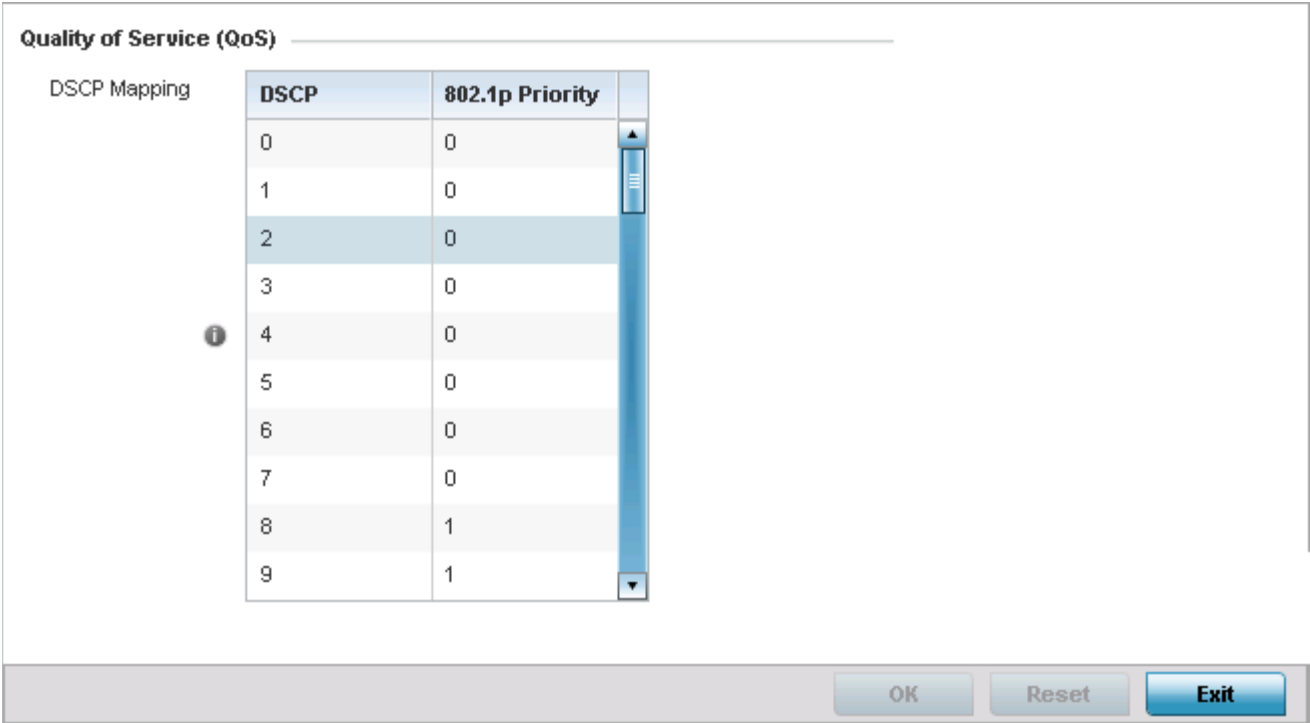 Quality of Service (QoS)
DSCP Mapping
DSCP 802.1p Priority
0 0
1 0
2 0
3 0
4 0
5 0
6 0
7 0
8 1
9 1
OK Reset Exit